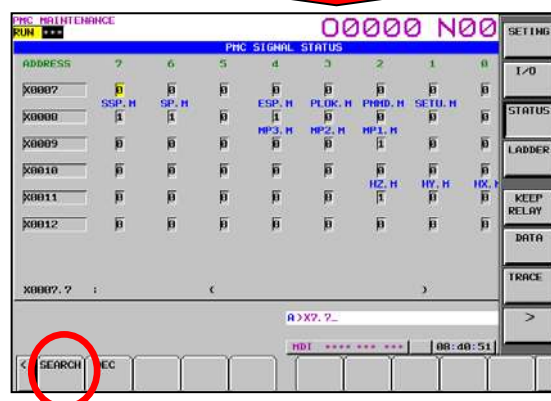 PMC MAINTENANCE
RUN ***
O0000 N00
PMC SIGNAL STATUS
ADDRESS 7 6 5 4 3 2 1 0
X0007 0 0 0 0 0 0 0 0
SSP.M SP.M ESP.M PLOK.M PMMD.M SETU.M
X0008 1 1 0 1 0 0 0 0
MP3.M MP2.M MP1.M
X0009 0 0 0 0 0 1 0 0
X0010 0 0 0 0 0 0 0 0
HZ.M HY.M HX.
X0011 0 0 0 0 0 1 0 0
X0012 0 0 0 0 0 0 0 0
X0007.7 : ( )
A>X7.7_
MDI **** *** *** 08:40:51
< SEARCH DEC
SETING
I/O
STATUS
LADDER
KEEP
RELAY
DATA
TRACE
>